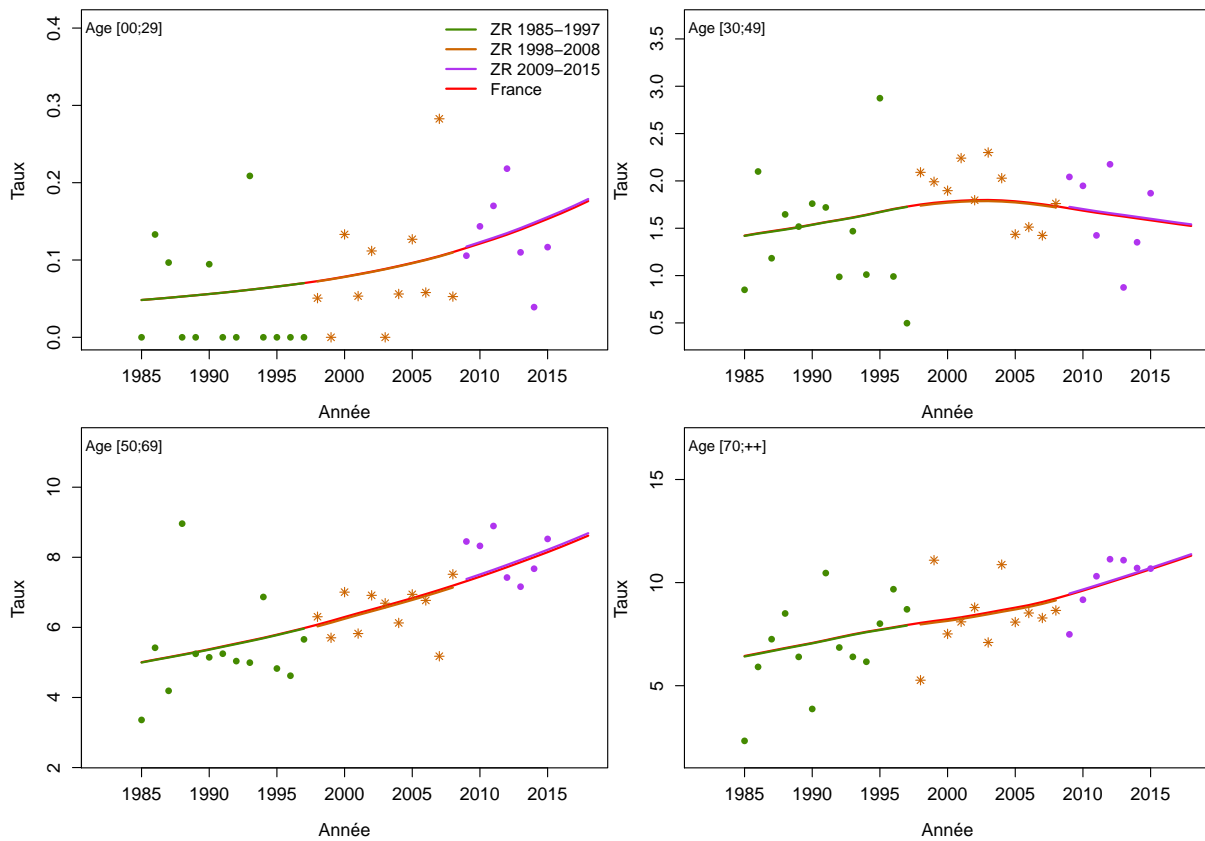 Age [00;29]
ZR 1985−1997
ZR 1998−2008
ZR 2009−2015
France
0.4
0.3
0.2
0.1
0.0
Taux
1985 1990 1995 2000 2005 2010 2015
Année
Age [30;49]
3.5
3.0
2.5
2.0
1.5
1.0
0.5
Taux
1985 1990 1995 2000 2005 2010 2015
Année
Age [50;69]
10
8
6
4
2
Taux
1985 1990 1995 2000 2005 2010 2015
Année
Age [70;++]
15
10
5
Taux
1985 1990 1995 2000 2005 2010 2015
Année